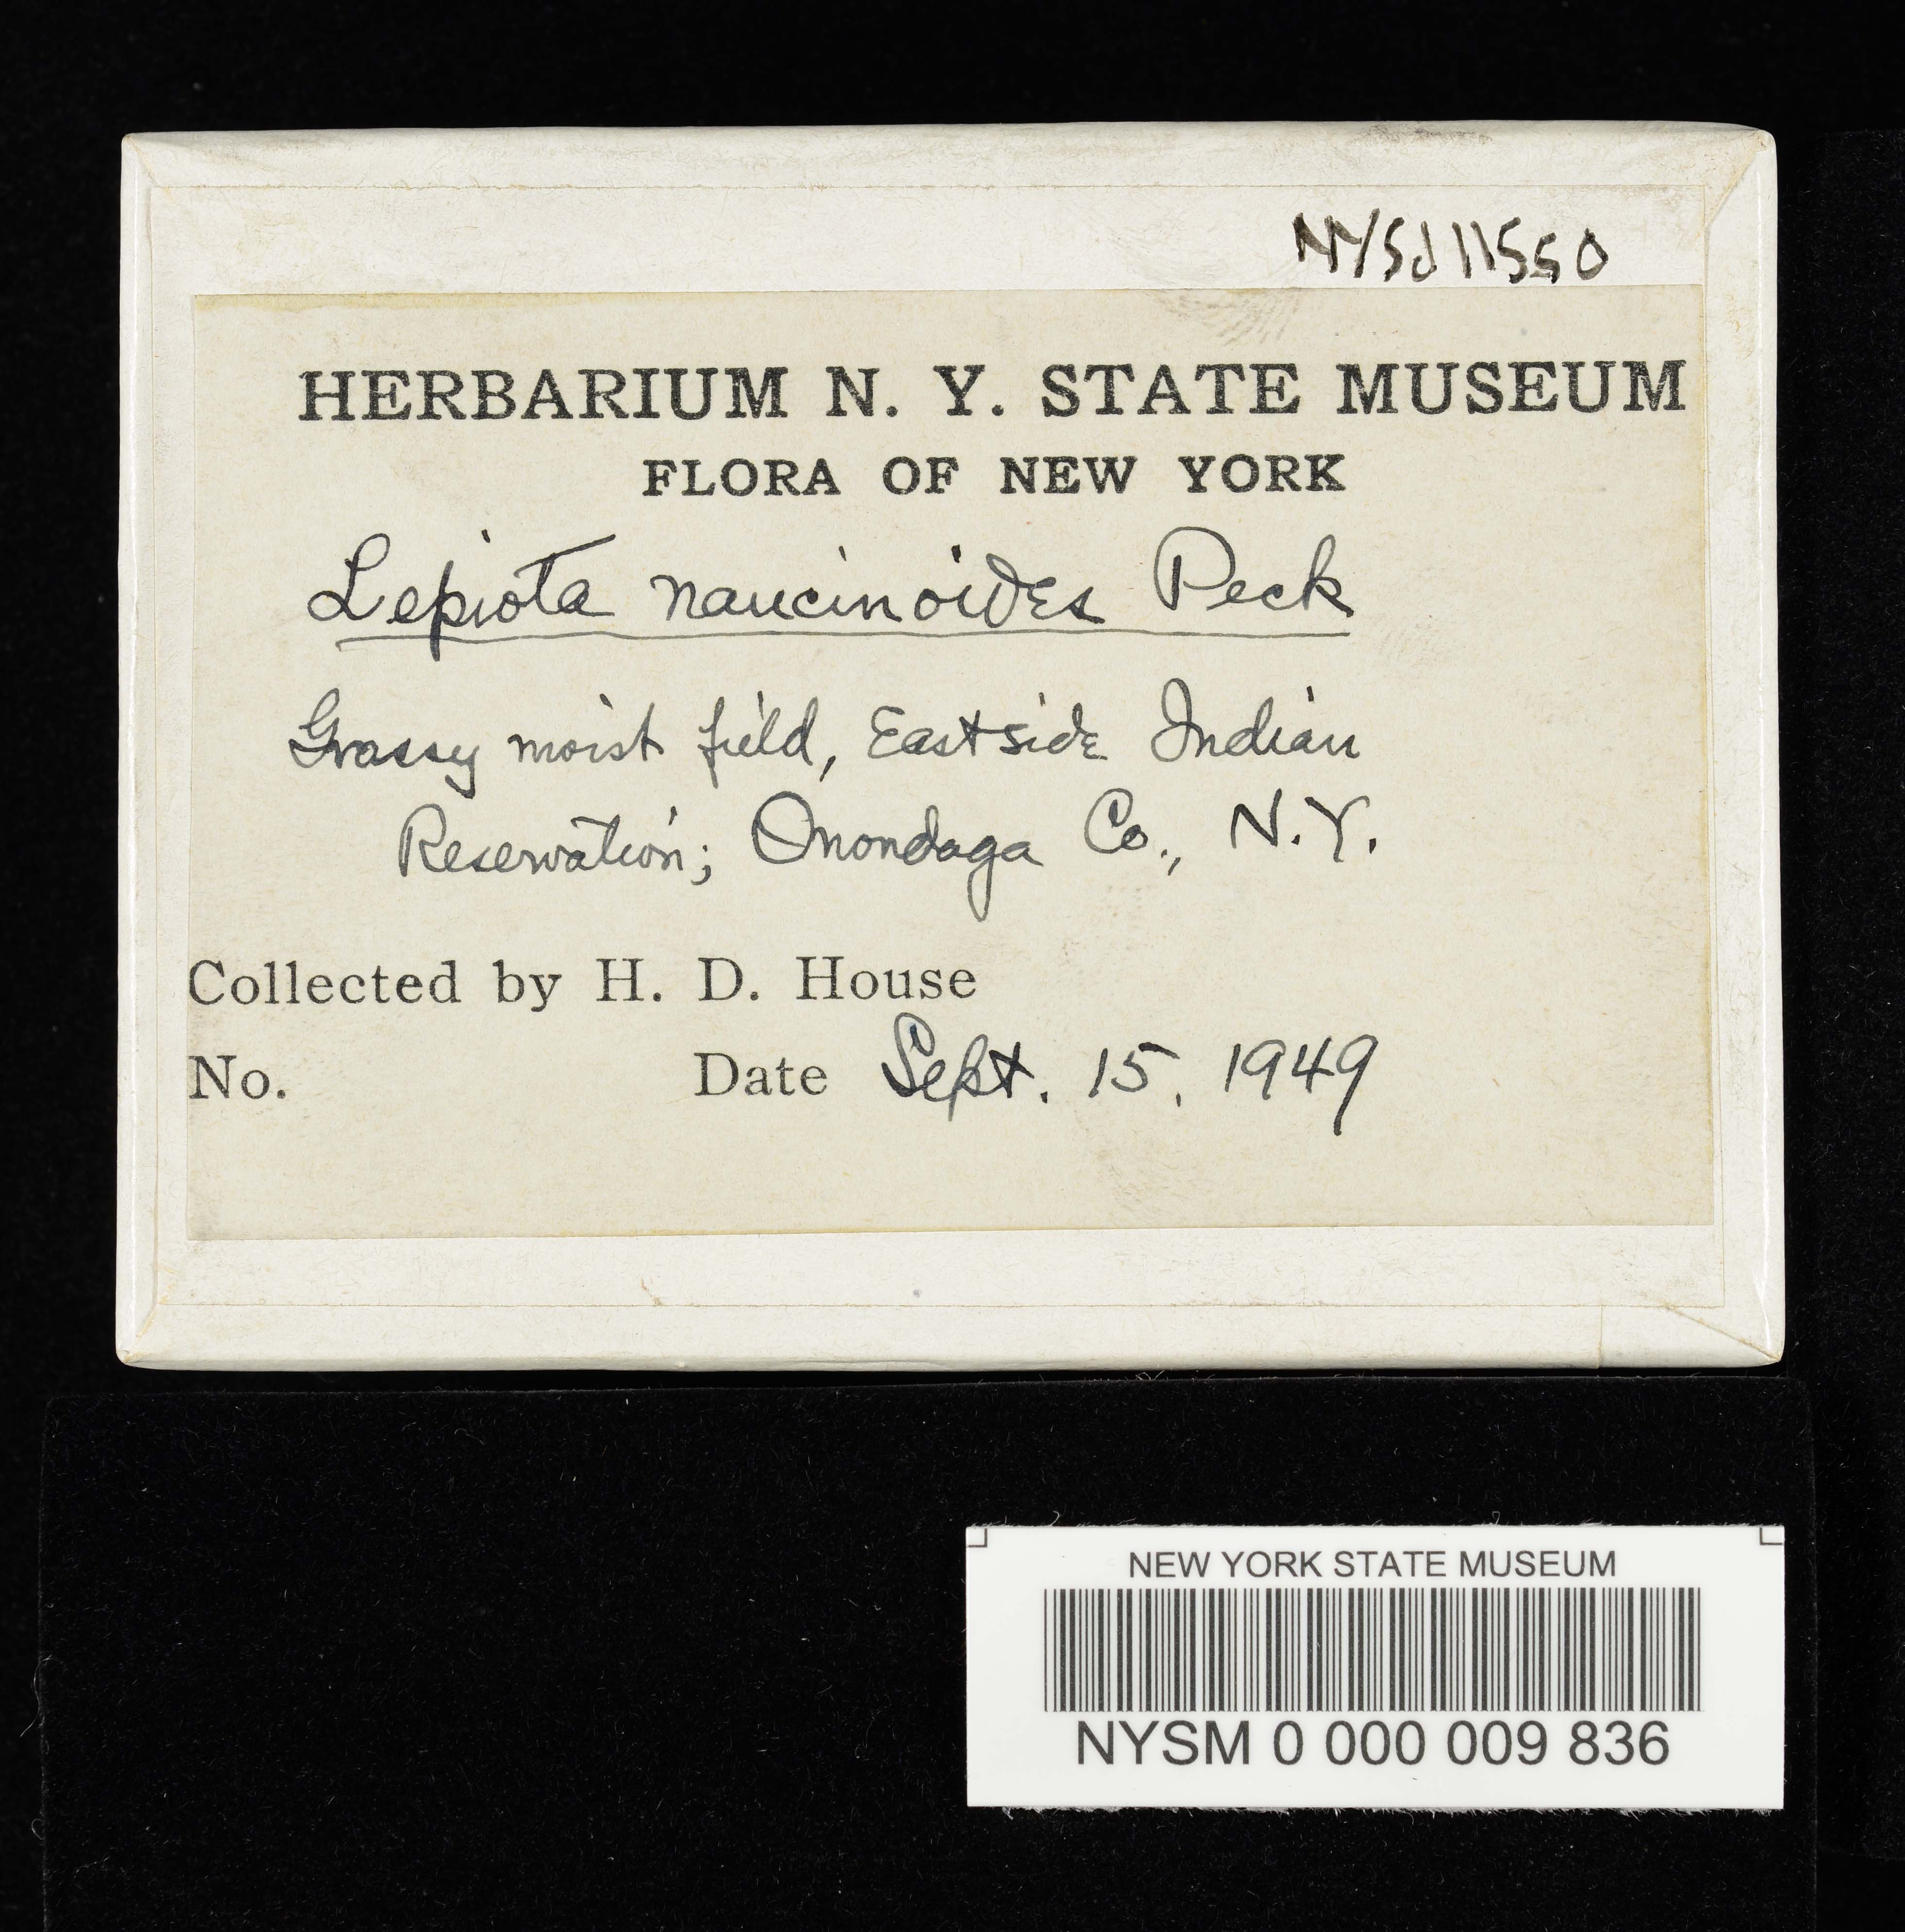 NYSd11550
HERBARIUM N. Y. STATE MUSEUM
FLORA OF NEW YORK
Lepiota naucinoides Peck
Grassy moist field, East side Indian
Reservation; Onondaga Co., N.Y.
Collected by H. D. House
No. Date Sept. 15, 1949
NEW YORK STATE MUSEUM
NYSM 0 000 009 836